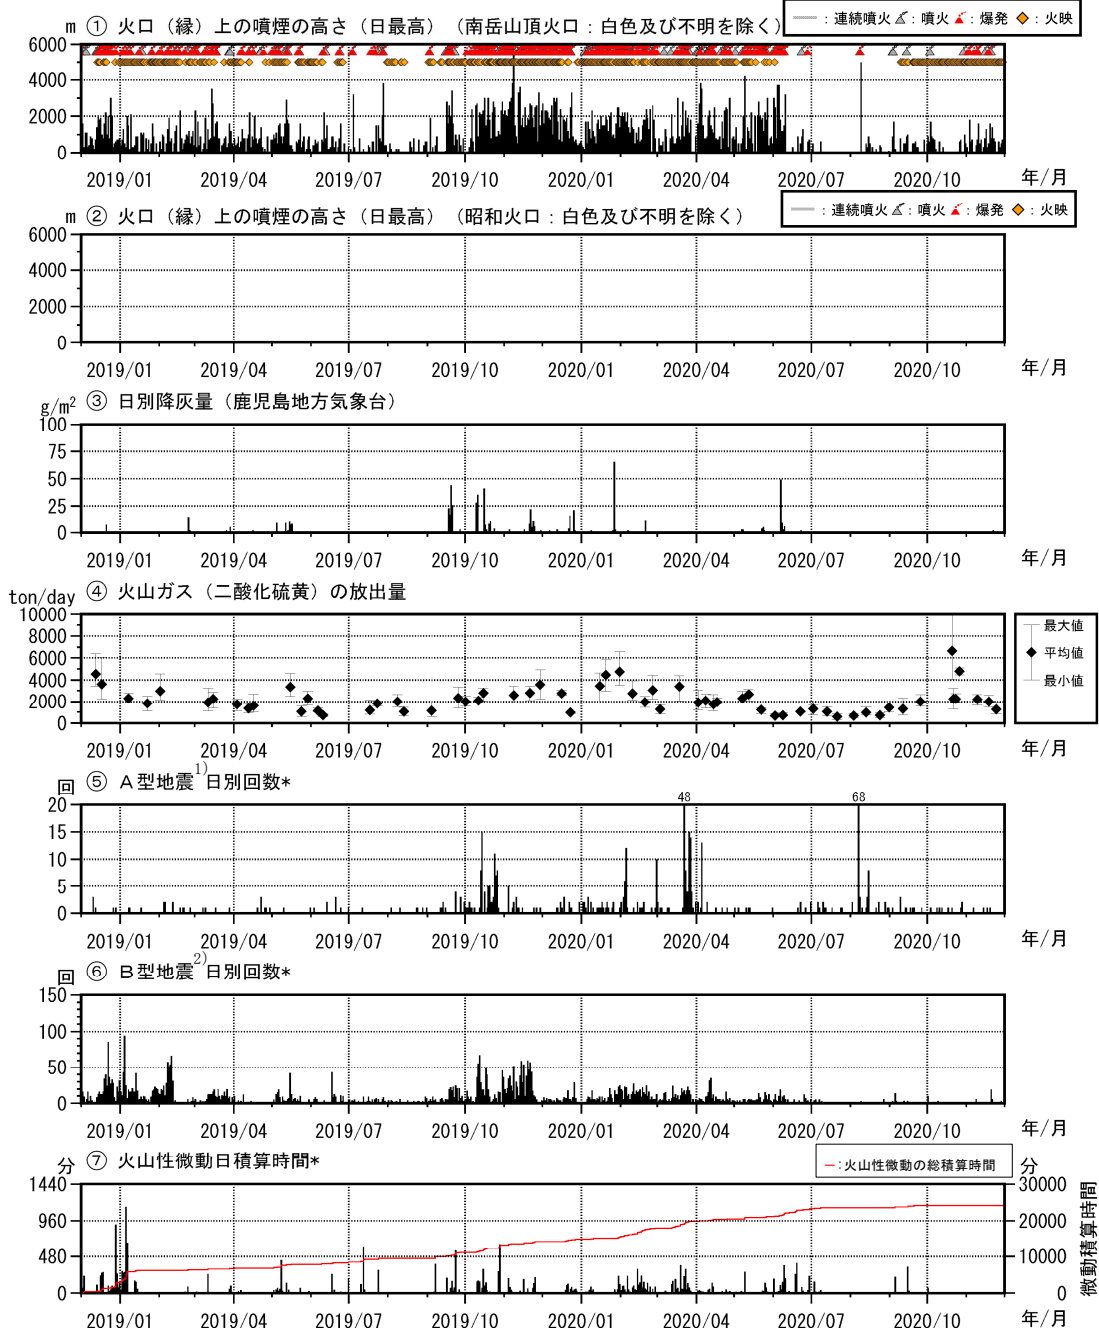 m ① 火口（縁）上の噴煙の高さ（日最高）（南岳山頂火口：白色及び不明を除く）
：連続噴火 ：噴火 ：爆発 ：火映
6000
4000
2000
0
2019/01 2019/04 2019/07 2019/10 2020/01 2020/04 2020/07 2020/10 年/月
m ② 火口（縁）上の噴煙の高さ（日最高）（昭和火口：白色及び不明を除く）
：連続噴火 ：噴火 ：爆発 ：火映
6000
4000
2000
0
2019/01 2019/04 2019/07 2019/10 2020/01 2020/04 2020/07 2020/10 年/月
g/m² ③ 日別降灰量（鹿児島地方気象台）
100
75
50
25
0
2019/01 2019/04 2019/07 2019/10 2020/01 2020/04 2020/07 2020/10 年/月
ton/day ④ 火山ガス（二酸化硫黄）の放出量
10000
8000
6000
4000
2000
0
最大値
平均値
最小値
2019/01 2019/04 2019/07 2019/10 2020/01 2020/04 2020/07 2020/10 年/月
回 ⑤ A型地震1)日別回数*
48 68
20
15
10
5
0
2019/01 2019/04 2019/07 2019/10 2020/01 2020/04 2020/07 2020/10 年/月
回 ⑥ B型地震2)日別回数*
150
100
50
0
2019/01 2019/04 2019/07 2019/10 2020/01 2020/04 2020/07 2020/10 年/月
分 ⑦ 火山性微動日積算時間*
：火山性微動の総積算時間 分
1440 30000
960 20000
480 10000
0 0
微動積算時間
2019/01 2019/04 2019/07 2019/10 2020/01 2020/04 2020/07 2020/10 年/月